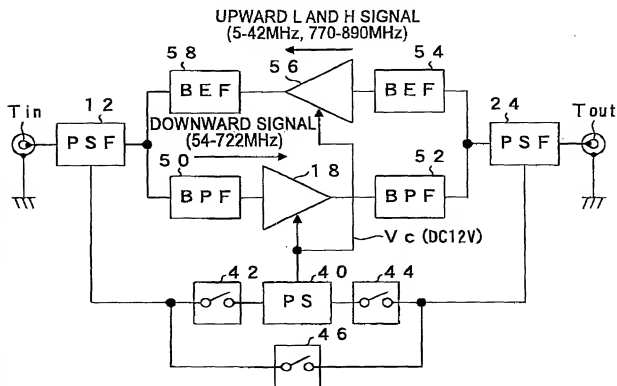 UPWARD L AND H SIGNAL
(5-42MHz, 770-890MHz)
58
56
54
BEF
BEF
Tin
12
24
Tout
PSF
DOWNWARD SIGNAL
(54-722MHz)
PSF
50
18
52
BPF
BPF
Vc (DC12V)
42
40
44
PS
46